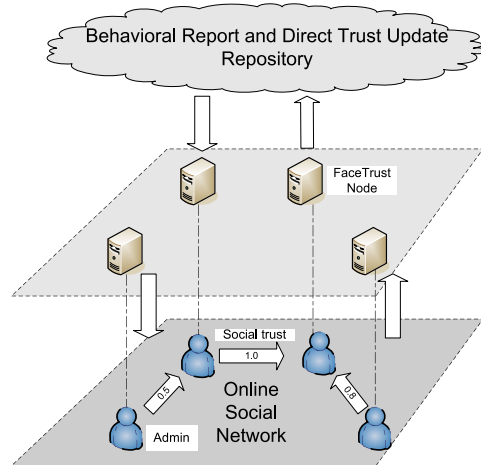 Behavioral Report and Direct Trust Update
Repository
FaceTrust
Node
Social trust
1.0
0.5
0.8
Online
Social
Network
Admin